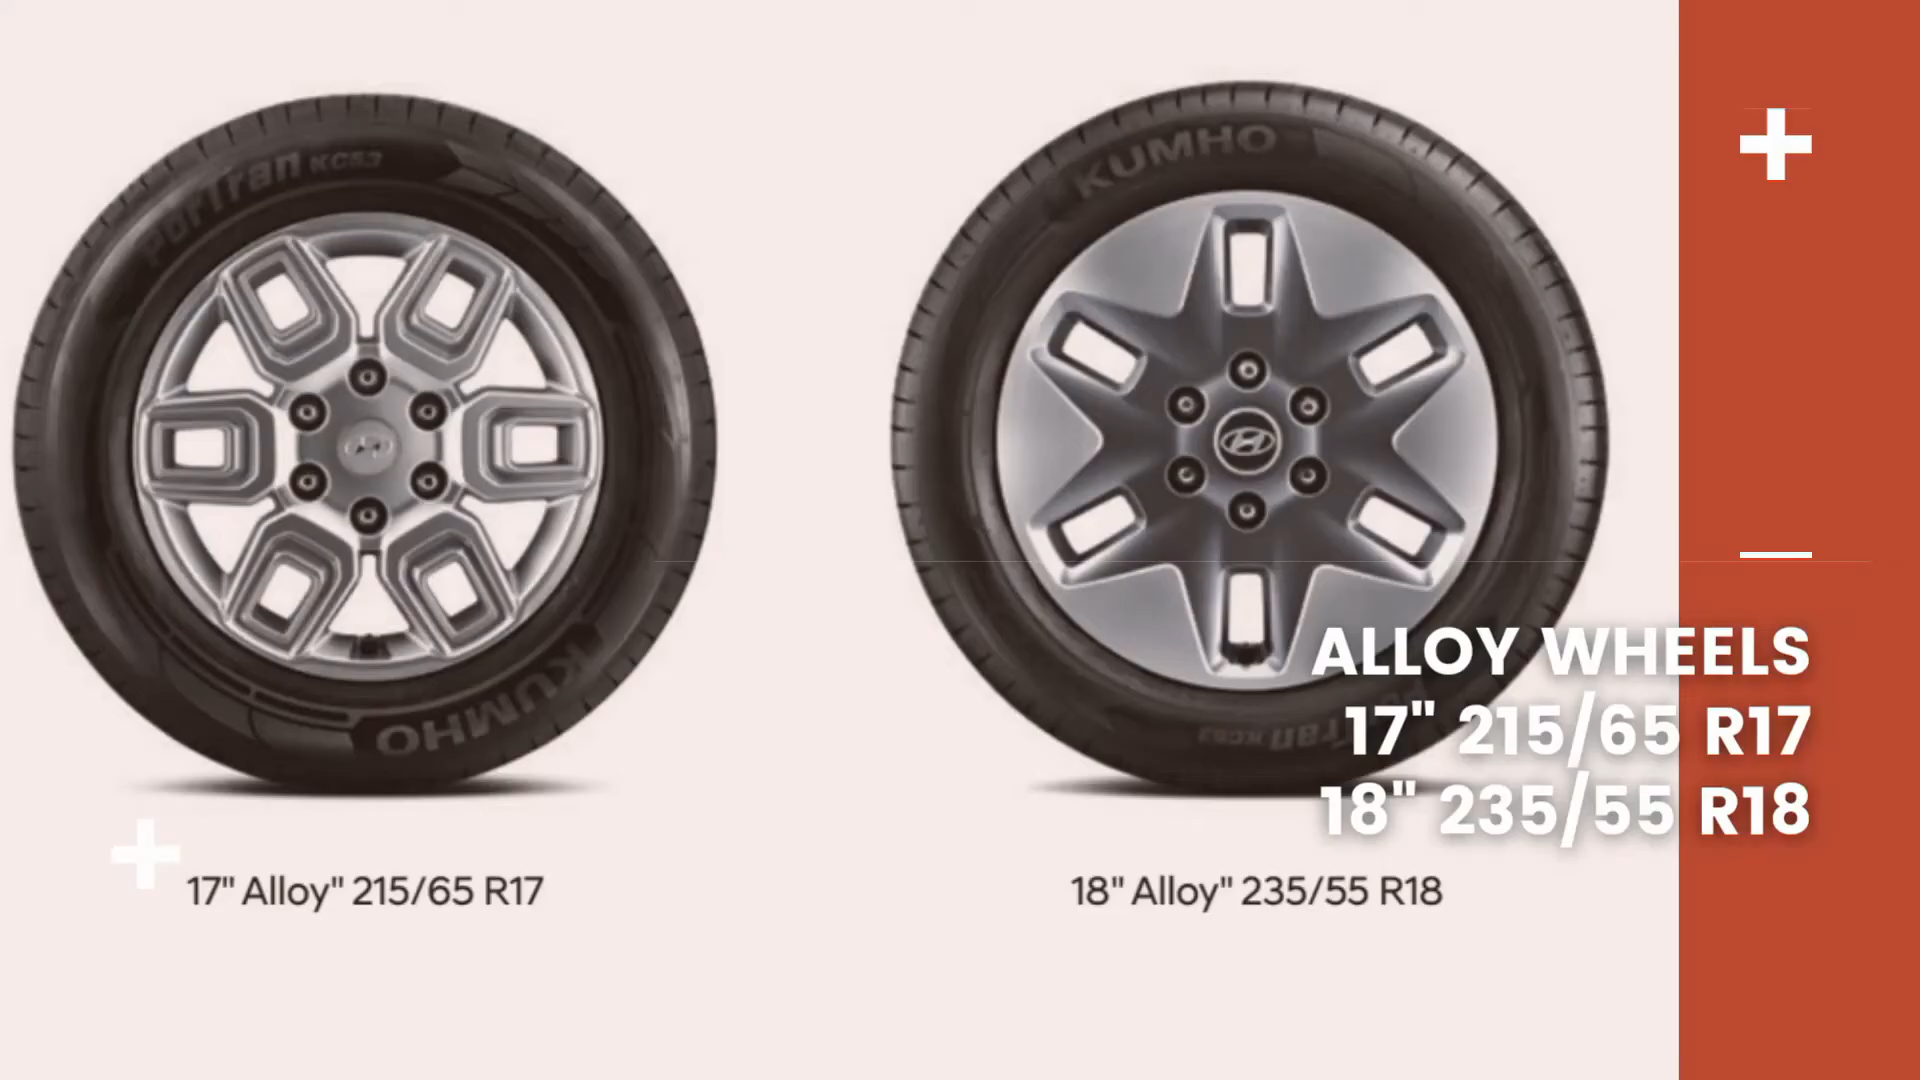 PorTran KC53
KUMHO
KUMHO
Tran KC53
ALLOY WHEELS
17" 215/65 R17
18" 235/55 R18
17" Alloy" 215/65 R17
18" Alloy" 235/55 R18